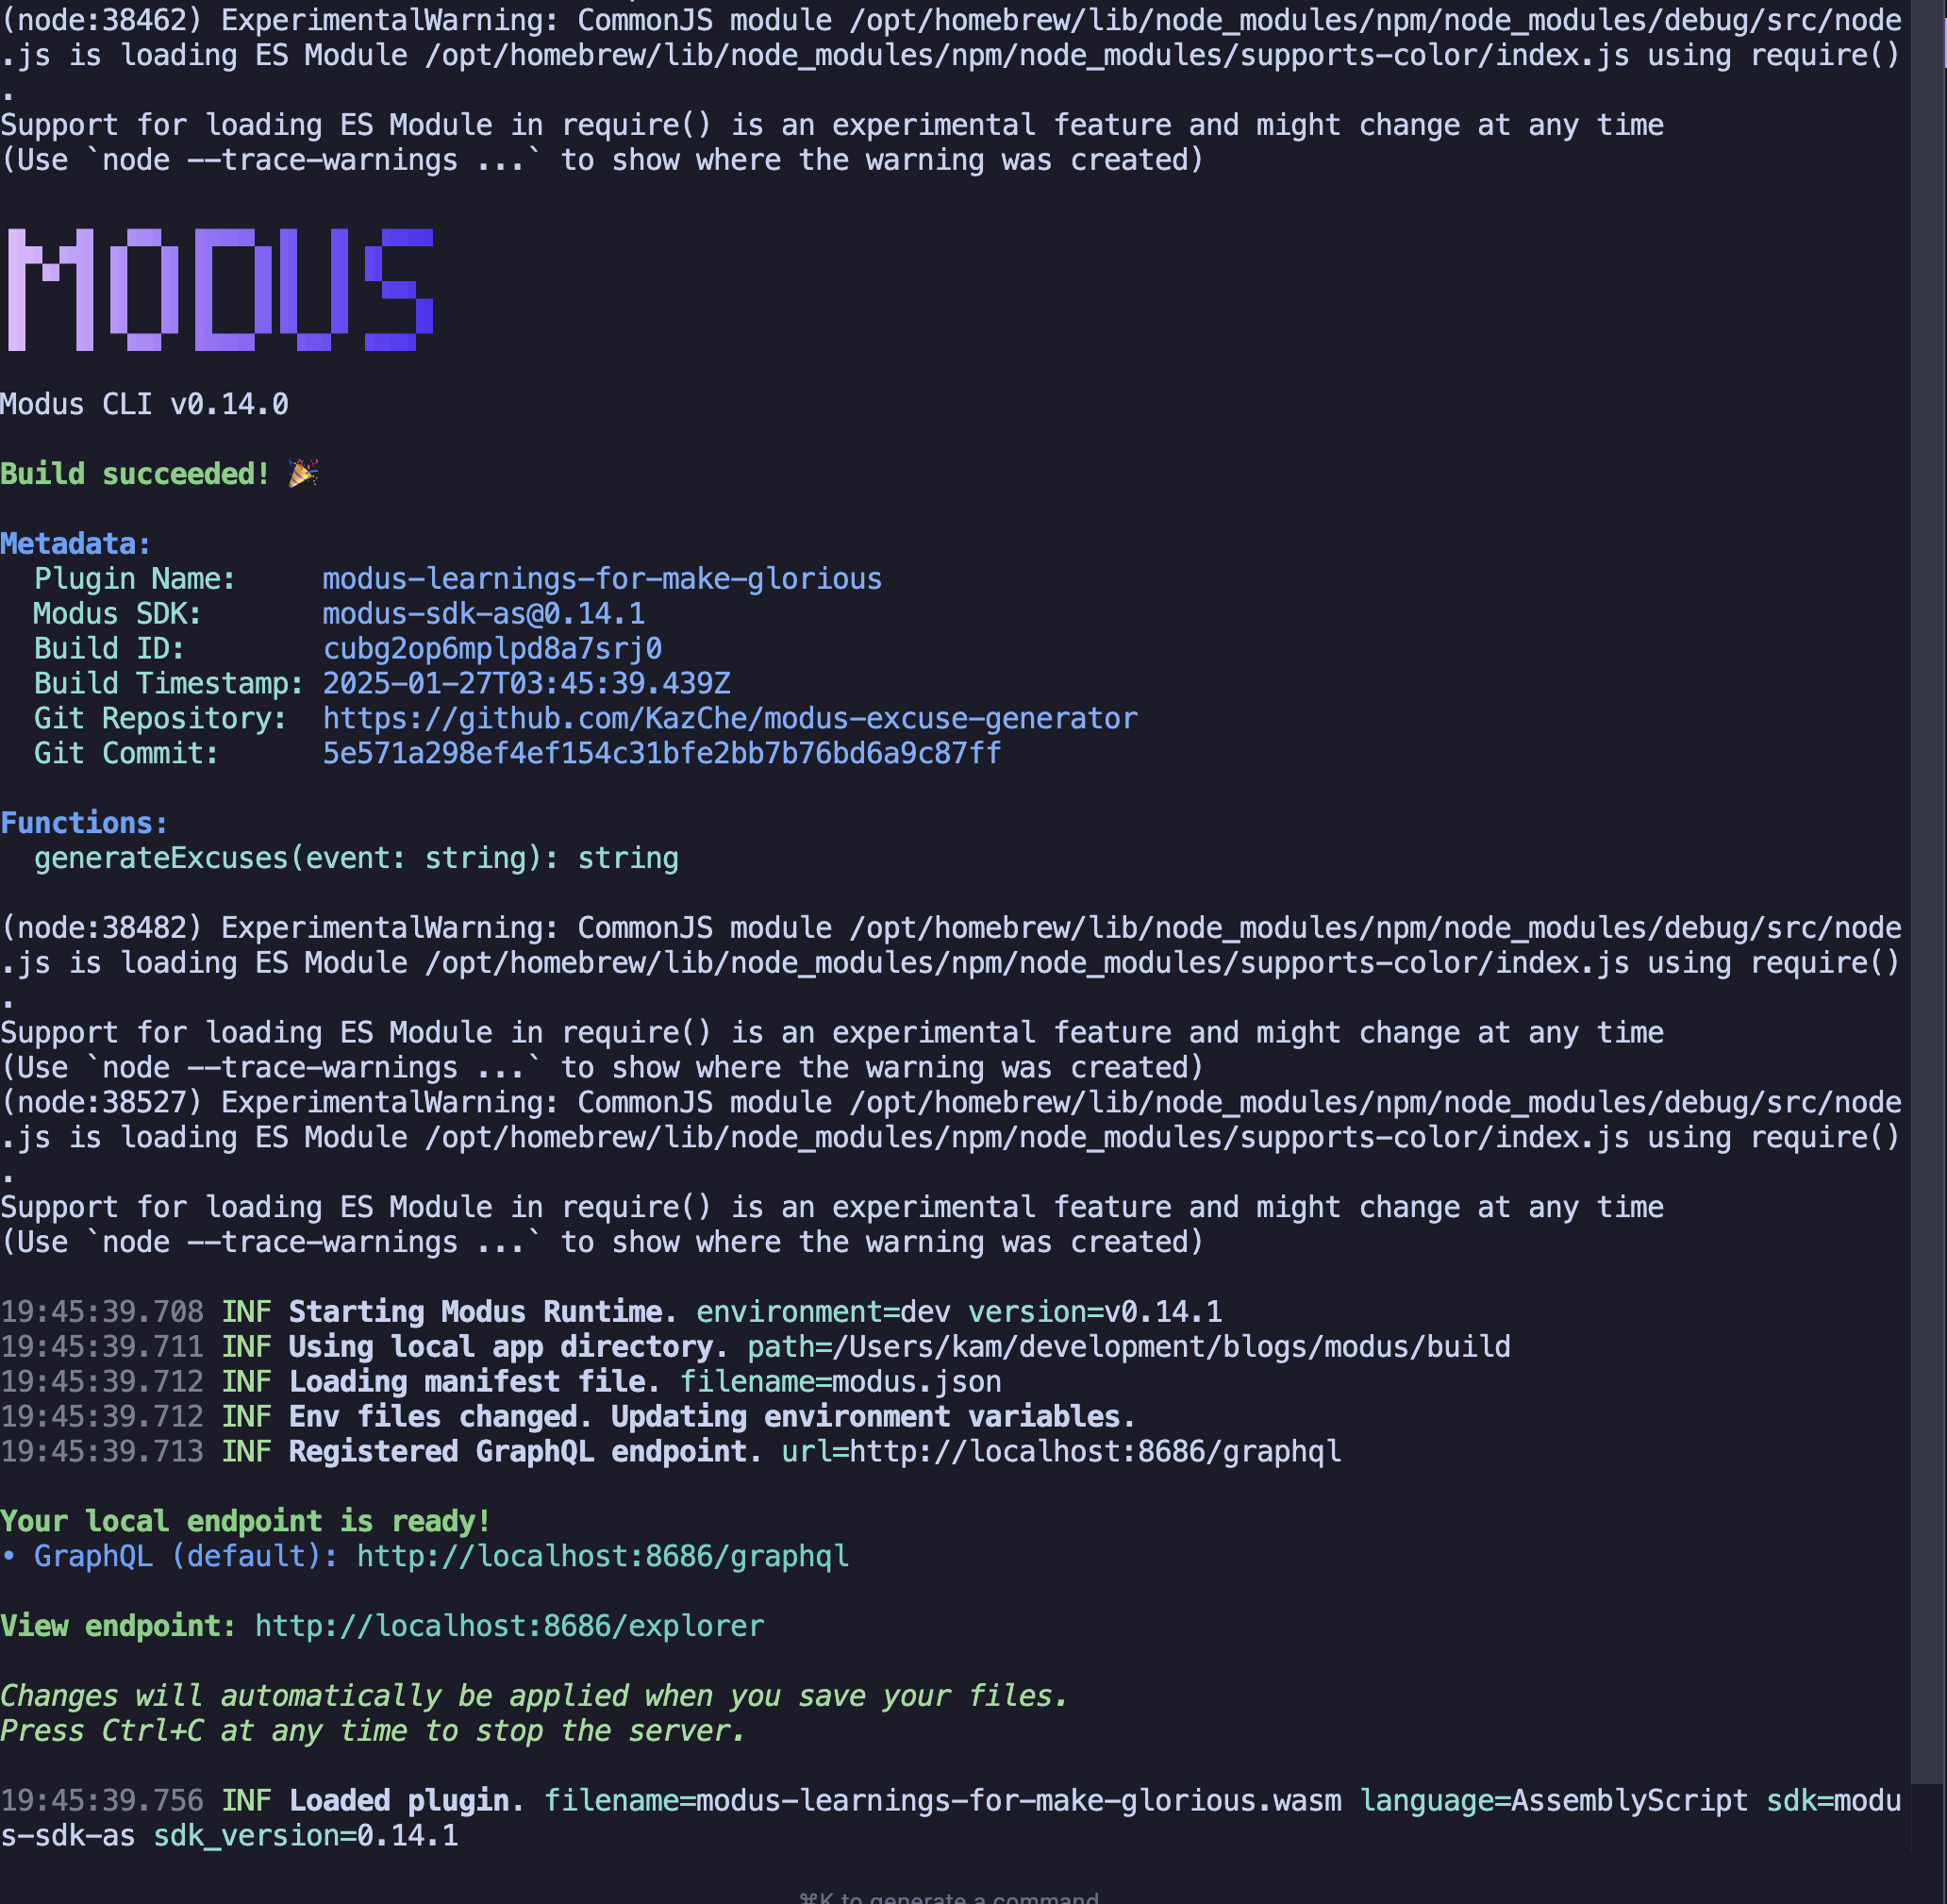 (node:38462) ExperimentalWarning: CommonJS module /opt/homebrew/lib/node_modules/npm/node_modules/debug/src/node
.js is loading ES Module /opt/homebrew/lib/node_modules/npm/node_modules/supports-color/index.js using require()
.
Support for loading ES Module in require() is an experimental feature and might change at any time
(Use `node --trace-warnings ...` to show where the warning was created)
MODUS
Modus CLI v0.14.0
Build succeeded! 🎉
Metadata:
Plugin Name: modus-learnings-for-make-glorious
Modus SDK: modus-sdk-as@0.14.1
Build ID: cubg2op6mplpd8a7srj0
Build Timestamp: 2025-01-27T03:45:39.439Z
Git Repository: https://github.com/KazChe/modus-excuse-generator
Git Commit: 5e571a298ef4ef154c31bfe2bb7b76bd6a9c87ff
Functions:
generateExcuses(event: string): string
(node:38482) ExperimentalWarning: CommonJS module /opt/homebrew/lib/node_modules/npm/node_modules/debug/src/node
.js is loading ES Module /opt/homebrew/lib/node_modules/npm/node_modules/supports-color/index.js using require()
.
Support for loading ES Module in require() is an experimental feature and might change at any time
(Use `node --trace-warnings ...` to show where the warning was created)
(node:38527) ExperimentalWarning: CommonJS module /opt/homebrew/lib/node_modules/npm/node_modules/debug/src/node
.js is loading ES Module /opt/homebrew/lib/node_modules/npm/node_modules/supports-color/index.js using require()
.
Support for loading ES Module in require() is an experimental feature and might change at any time
(Use `node --trace-warnings ...` to show where the warning was created)
19:45:39.708 INF Starting Modus Runtime. environment=dev version=v0.14.1
19:45:39.711 INF Using local app directory. path=/Users/kam/development/blogs/modus/build
19:45:39.712 INF Loading manifest file. filename=modus.json
19:45:39.712 INF Env files changed. Updating environment variables.
19:45:39.713 INF Registered GraphQL endpoint. url=http://localhost:8686/graphql
Your local endpoint is ready!
• GraphQL (default): http://localhost:8686/graphql
View endpoint: http://localhost:8686/explorer
Changes will automatically be applied when you save your files.
Press Ctrl+C at any time to stop the server.
19:45:39.756 INF Loaded plugin. filename=modus-learnings-for-make-glorious.wasm language=AssemblyScript sdk=modu
s-sdk-as sdk_version=0.14.1
⌘K to generate a command